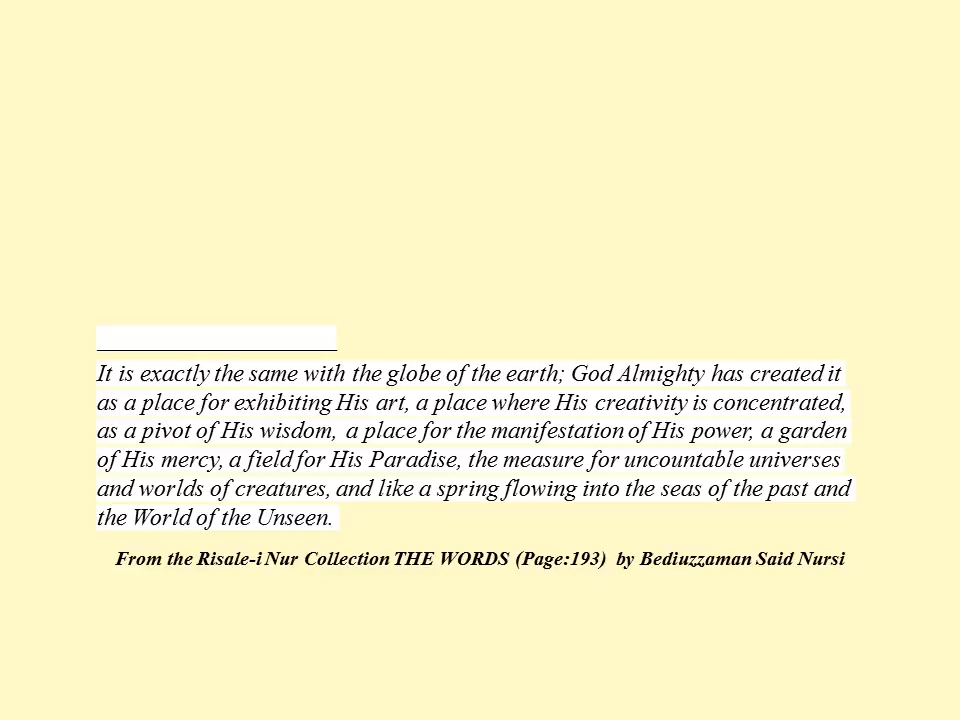 It is exactly the same with the globe of the earth; God Almighty has created it
as a place for exhibiting His art, a place where His creativity is concentrated,
as a pivot of His wisdom, a place for the manifestation of His power, a garden
of His mercy, a field for His Paradise, the measure for uncountable universes
and worlds of creatures, and like a spring flowing into the seas of the past and
the World of the Unseen.
From the Risale-i Nur Collection THE WORDS (Page:193) by Bediuzzaman Said Nursi